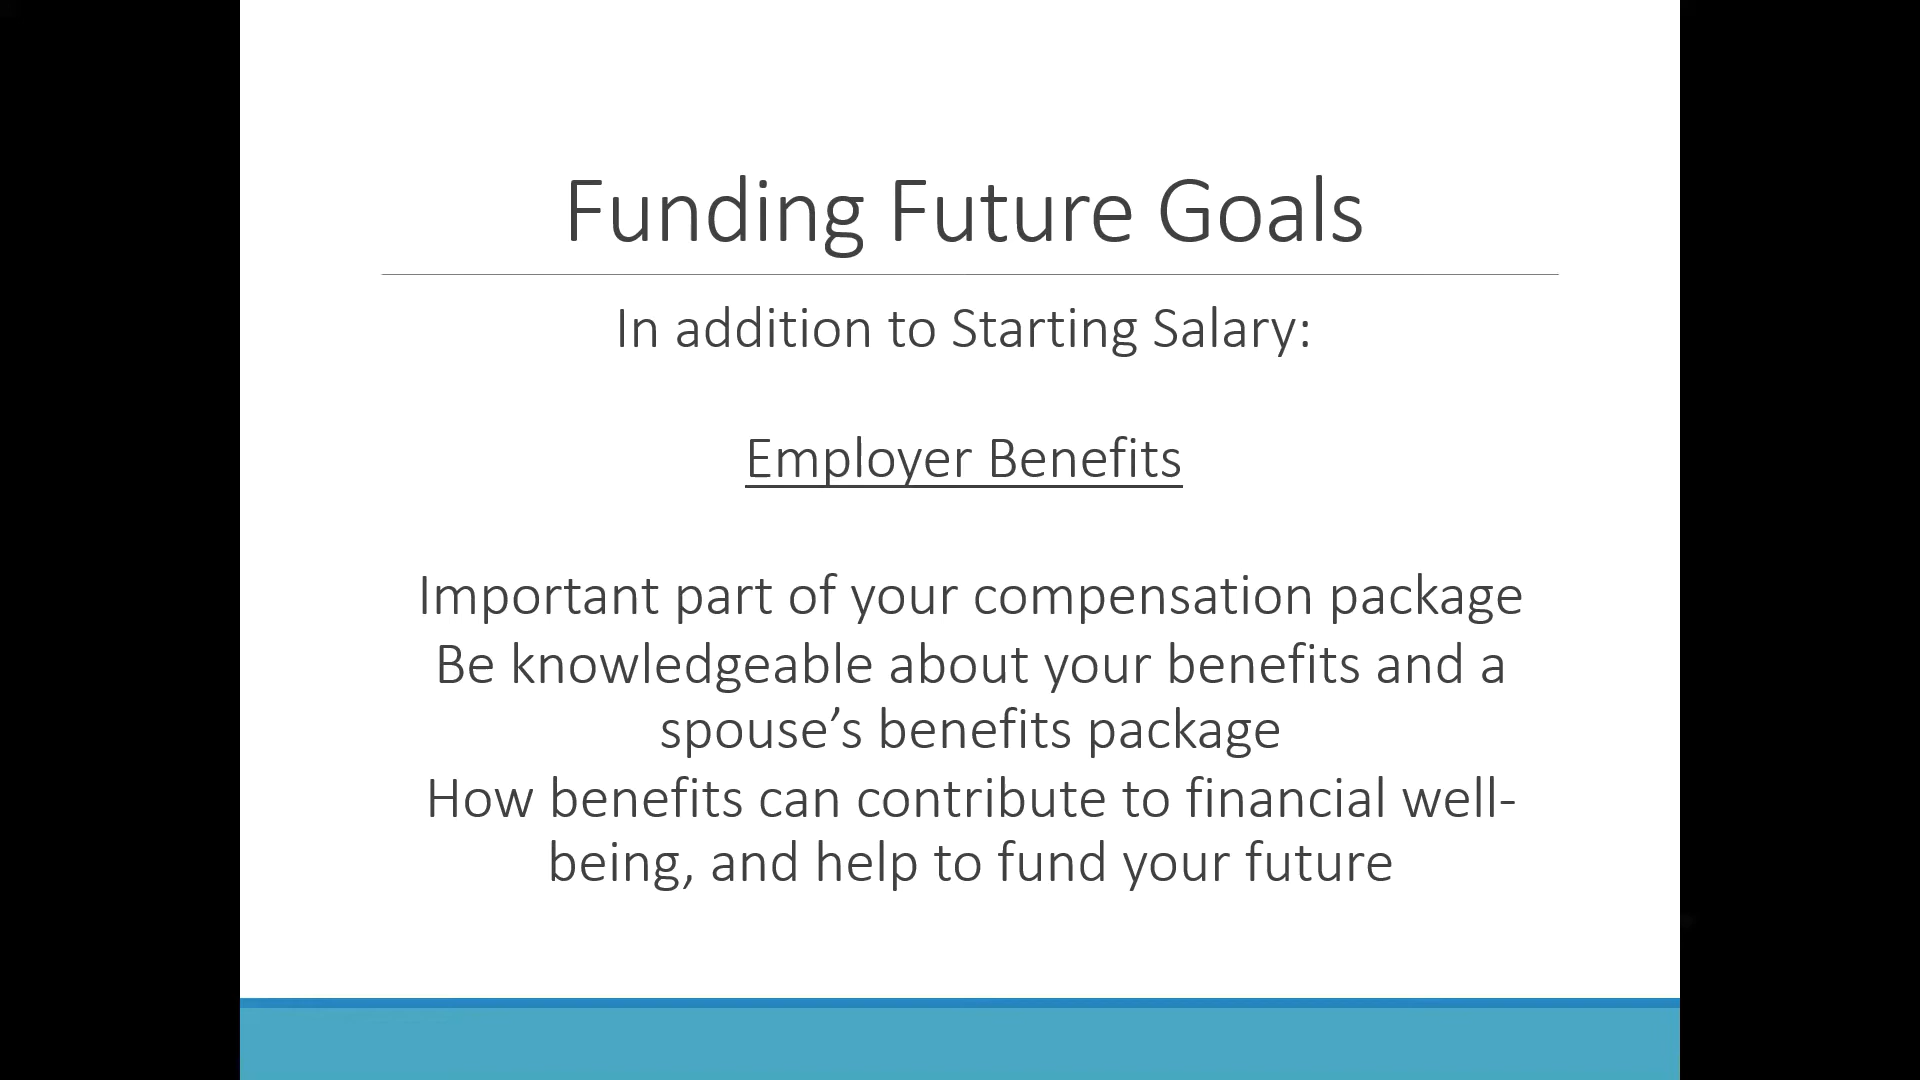 Funding Future Goals
In addition to Starting Salary:
Employer Benefits
Important part of your compensation package
Be knowledgeable about your benefits and a
spouse’s benefits package
How benefits can contribute to financial well-
being, and help to fund your future